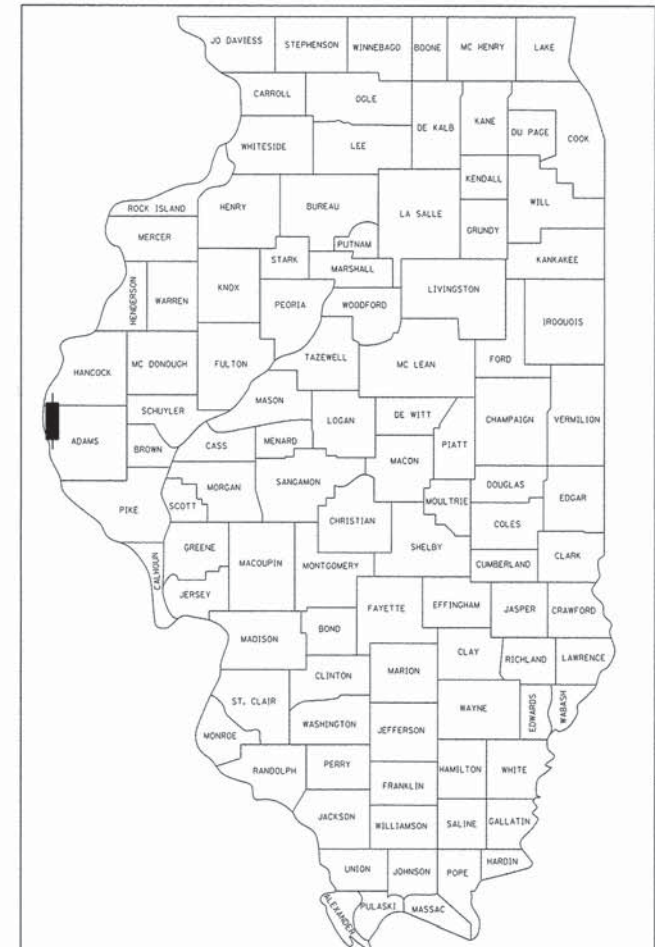 JO DAVIESS STEPHENSON WINNEBAGO BOONE MC HENRY LAKE
CARROLL OGLE DE KALB KANE DU PAGE COOK
WHITESIDE LEE
KENDALL WILL
ROCK ISLAND HENRY BUREAU LA SALLE GRUNDY
MERCER PUTNAM
STARK MARSHALL KANKAKEE
HENDERSON WARREN KNOX PEORIA WOODFORD LIVINGSTON IROQUOIS
HANCOCK MC DONOUGH FULTON TAZEWELL MC LEAN FORD
SCHUYLER MASON LOGAN DE WITT CHAMPAIGN VERMILION
ADAMS BROWN CASS MENARD MACON PIATT
MORGAN SANGAMON DOUGLAS
PIKE SCOTT CHRISTIAN MOULTRIE COLES EDGAR
CALHOUN GREENE MACOUPIN MONTGOMERY SHELBY CUMBERLAND CLARK
JERSEY FAYETTE EFFINGHAM JASPER CRAWFORD
MADISON BOND CLAY RICHLAND LAWRENCE
CLINTON MARION
ST. CLAIR WASHINGTON JEFFERSON WAYNE EDWARDS WABASH
MONROE
RANDOLPH PERRY FRANKLIN HAMILTON WHITE
JACKSON WILLIAMSON SALINE GALLATIN
UNION JOHNSON POPE HARDIN
ALEXANDER PULASKI MASSAC